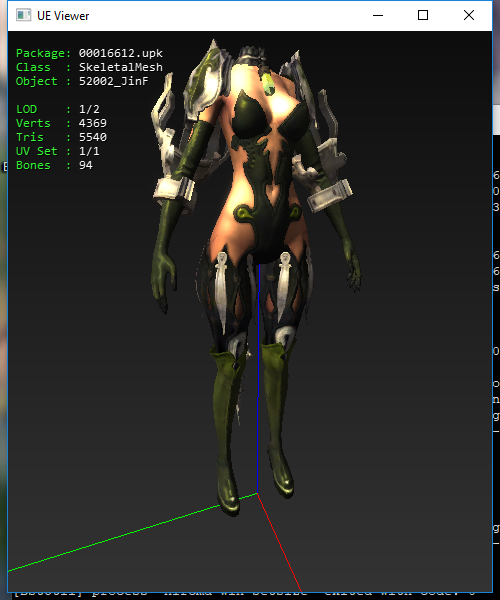 UE Viewer
Package: 00016612.upk
Class : SkeletalMesh
Object : 52002_JinF
LOD : 1/2
Verts : 4369
Tris : 5540
UV Set : 1/1
Bones : 94